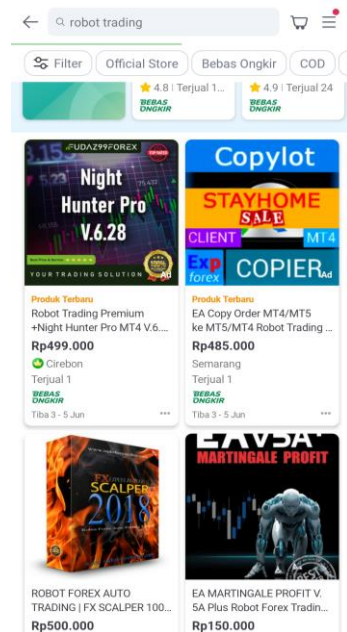 robot trading
Filter
Official Store
Bebas Ongkir
COD
4.8 | Terjual 1...
BEBAS
ONGKIR
4.9 | Terjual 24
BEBAS
ONGKIR
FUDAZ99FOREX
Night
Hunter Pro
V.6.28
YOUR TRADING SOLUTION
Ad
Produk Terbaru
Robot Trading Premium
+Night Hunter Pro MT4 V.6....
Rp499.000
Cirebon
Terjual 1
BEBAS
ONGKIR
Tiba 3 - 5 Jun
Copylot
STAYHOME
SALE
CLIENT
MT4
Exp
forex
COPIER
Ad
Produk Terbaru
EA Copy Order MT4/MT5
ke MT5/MT4 Robot Trading ...
Rp485.000
Semarang
Terjual 1
BEBAS
ONGKIR
Tiba 3 - 5 Jun
SCALPER
2018
ROBOT FOREX AUTO
TRADING | FX SCALPER 100...
Rp500.000
MARTINGALE PROFIT
EA MARTINGALE PROFIT V.
5A Plus Robot Forex Tradin...
Rp150.000